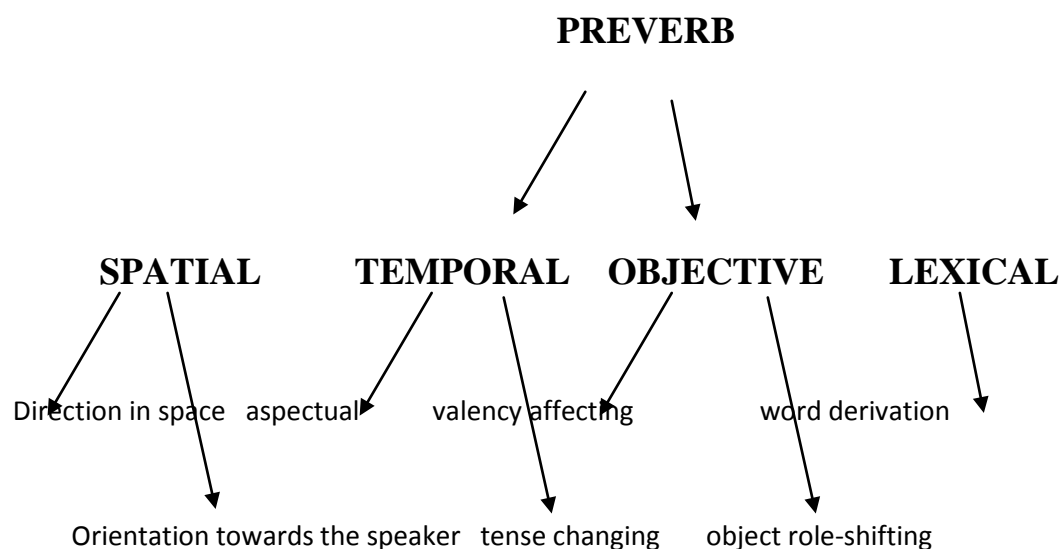 PREVERB
SPATIAL TEMPORAL OBJECTIVE LEXICAL
Direction in space aspectual valency affecting word derivation
Orientation towards the speaker tense changing object role-shifting